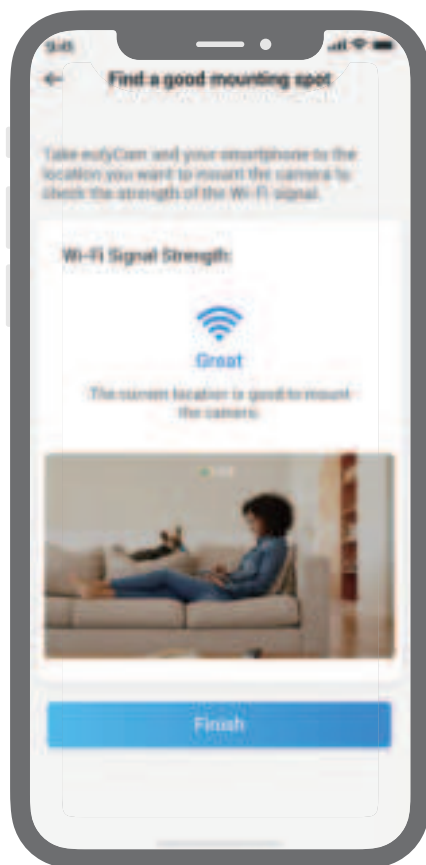 9:41
Find a good mounting spot
Take eufyCam and your smartphone to the
location you want to mount the camera to
check the strength of the Wi-Fi signal.
Wi-Fi Signal Strength:
Great
The current location is good to mount
the camera.
Finish